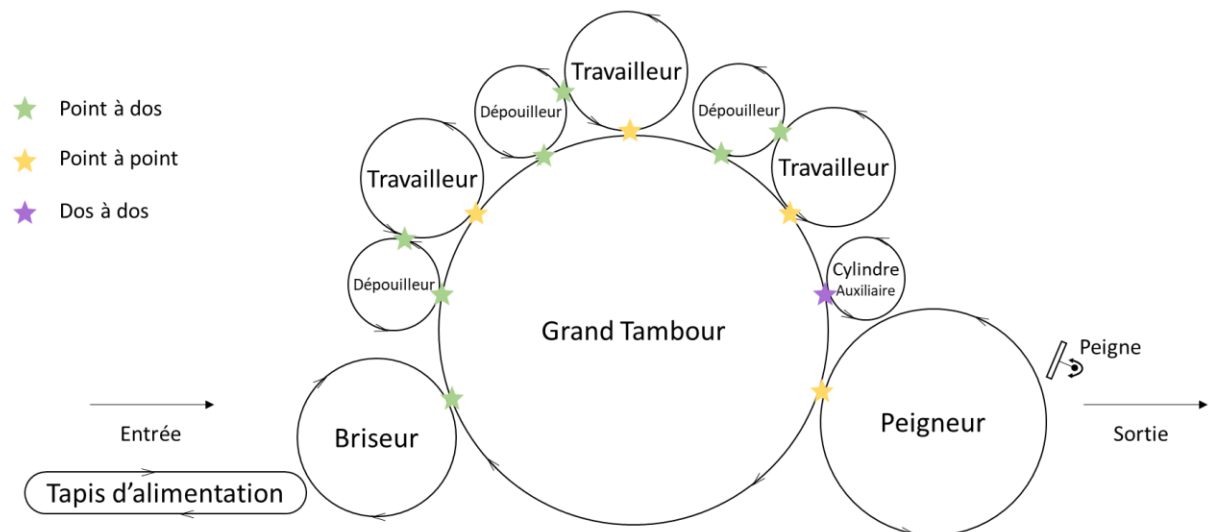 Point à dos
Point à point
Dos à dos
Travailleur
Dépouilleur
Dépouilleur
Travailleur
Travailleur
Dépouilleur
Cylindre
Auxiliaire
Grand Tambour
Peigne
Entrée
Briseur
Peigneur
Sortie
Tapis d'alimentation